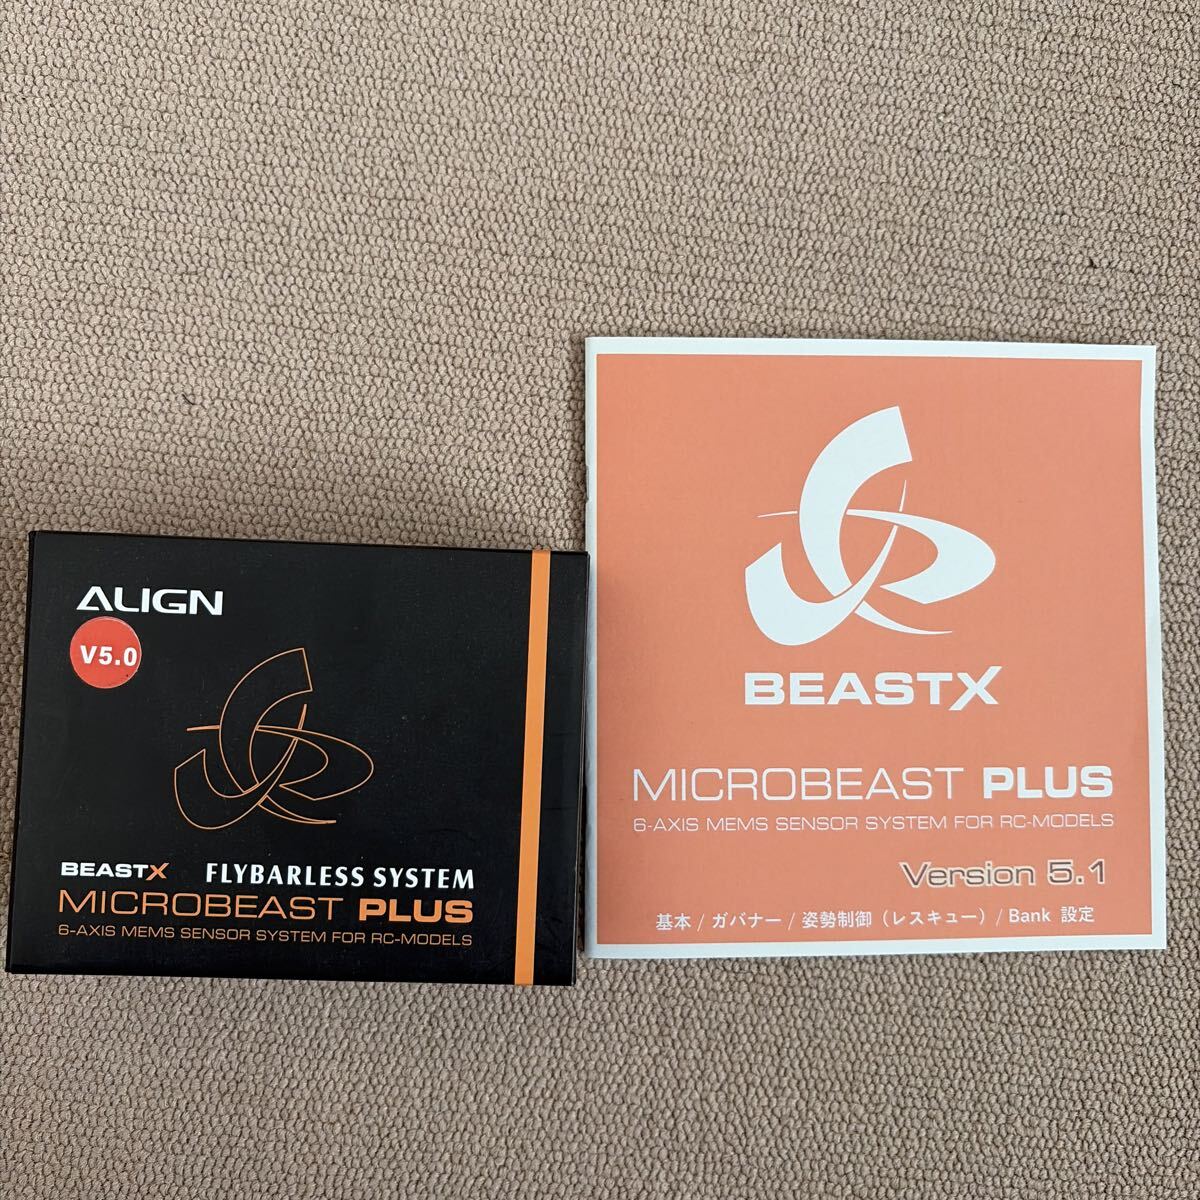 ALIGN
V5.0
BEASTX FLYBARLESS SYSTEM
MICROBEAST PLUS
6-AXIS MEMS SENSOR SYSTEM FOR RC-MODELS
BEASTX
MICROBEAST PLUS
6-AXIS MEMS SENSOR SYSTEM FOR RC-MODELS
Version 5.1
基本 / ガバナー / 姿勢制御（レスキュー）/ Bank 設定